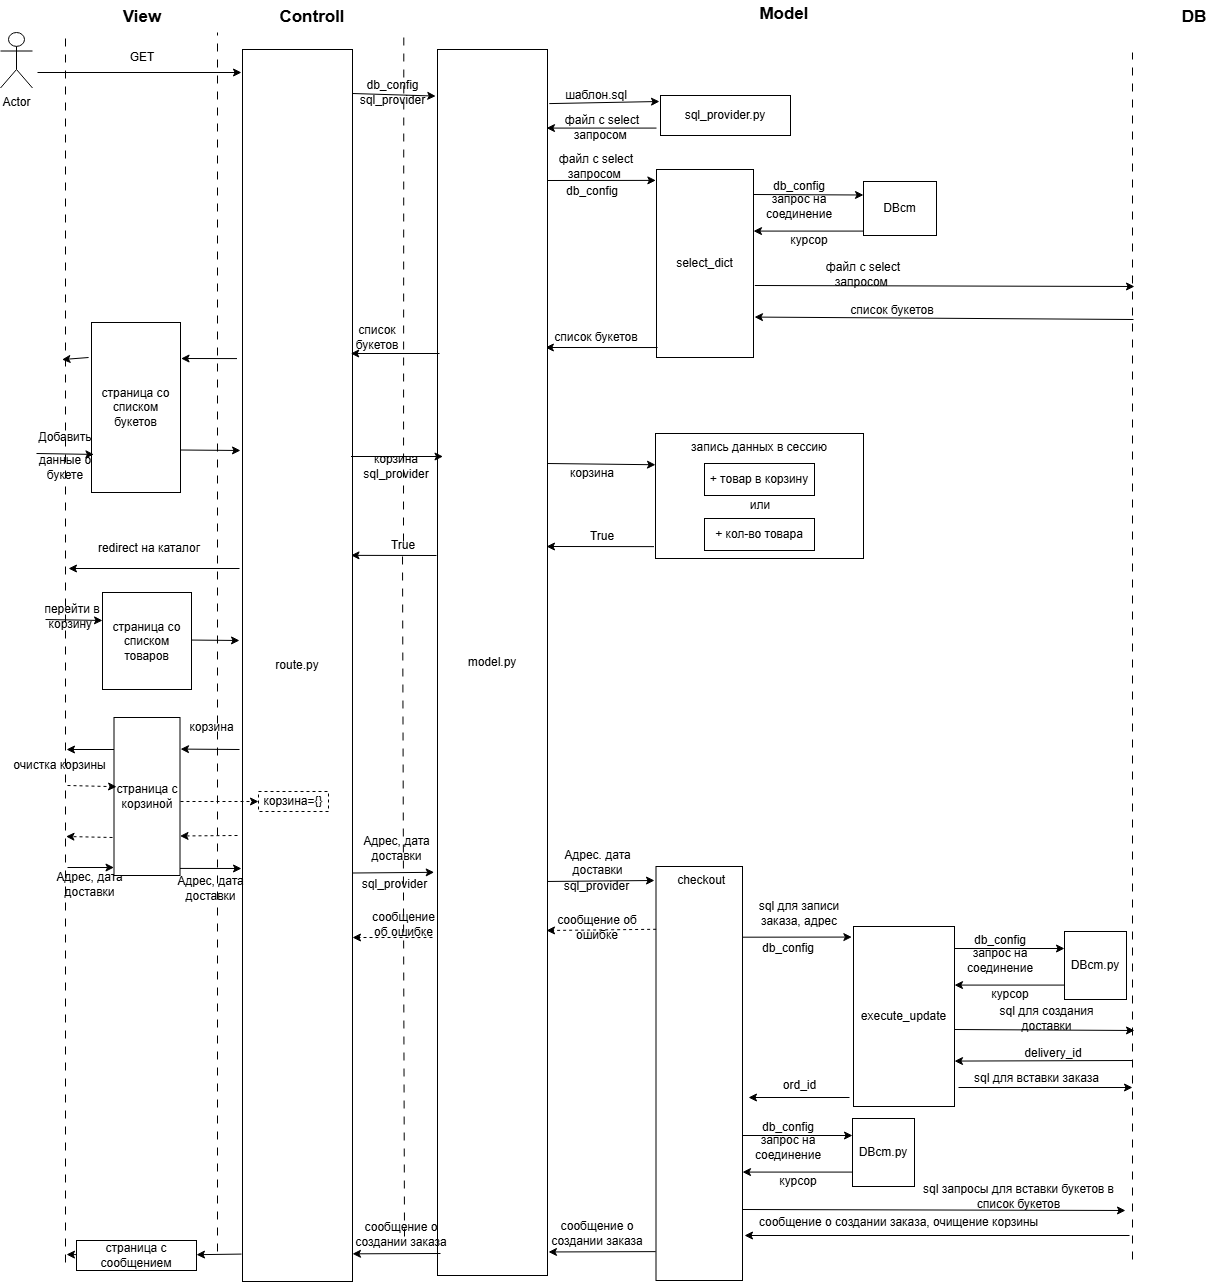 View
Controll
Model
DB
Actor
GET
db_config
sql_provider
шаблон.sql
sql_provider.py
файл с select
запросом
файл с select
запросом
db_config
select_dict
db_config
запрос на
соединение
DBcm
курсор
файл с select
запросом
список букетов
список букетов
список
букетов
страница со
списком
букетов
Добавить
данные о
букете
корзина
sql_provider
корзина
запись данных в сессию
+ товар в корзину
или
+ кол-во товара
True
True
redirect на каталог
перейти в
корзину
страница со
списком
товаров
route.py
model.py
корзина
очистка корзины
страница с
корзиной
корзина={}
Адрес, дата
доставки
Адрес, дата
доставки
Адрес, дата
доставки
sql_provider
Адрес. дата
доставки
sql_provider
checkout
сообщение
об ошибке
сообщение об
ошибке
sql для записи
заказа, адрес
db_config
execute_update
db_config
запрос на
соединение
DBcm.py
курсор
sql для создания
доставки
delivery_id
sql для вставки заказа
ord_id
db_config
запрос на
соединение
DBcm.py
курсор
sql запросы для вставки букетов в
список букетов
сообщение о создании заказа, очищение корзины
сообщение о
создании заказа
сообщение о
создании заказа
страница с
сообщением